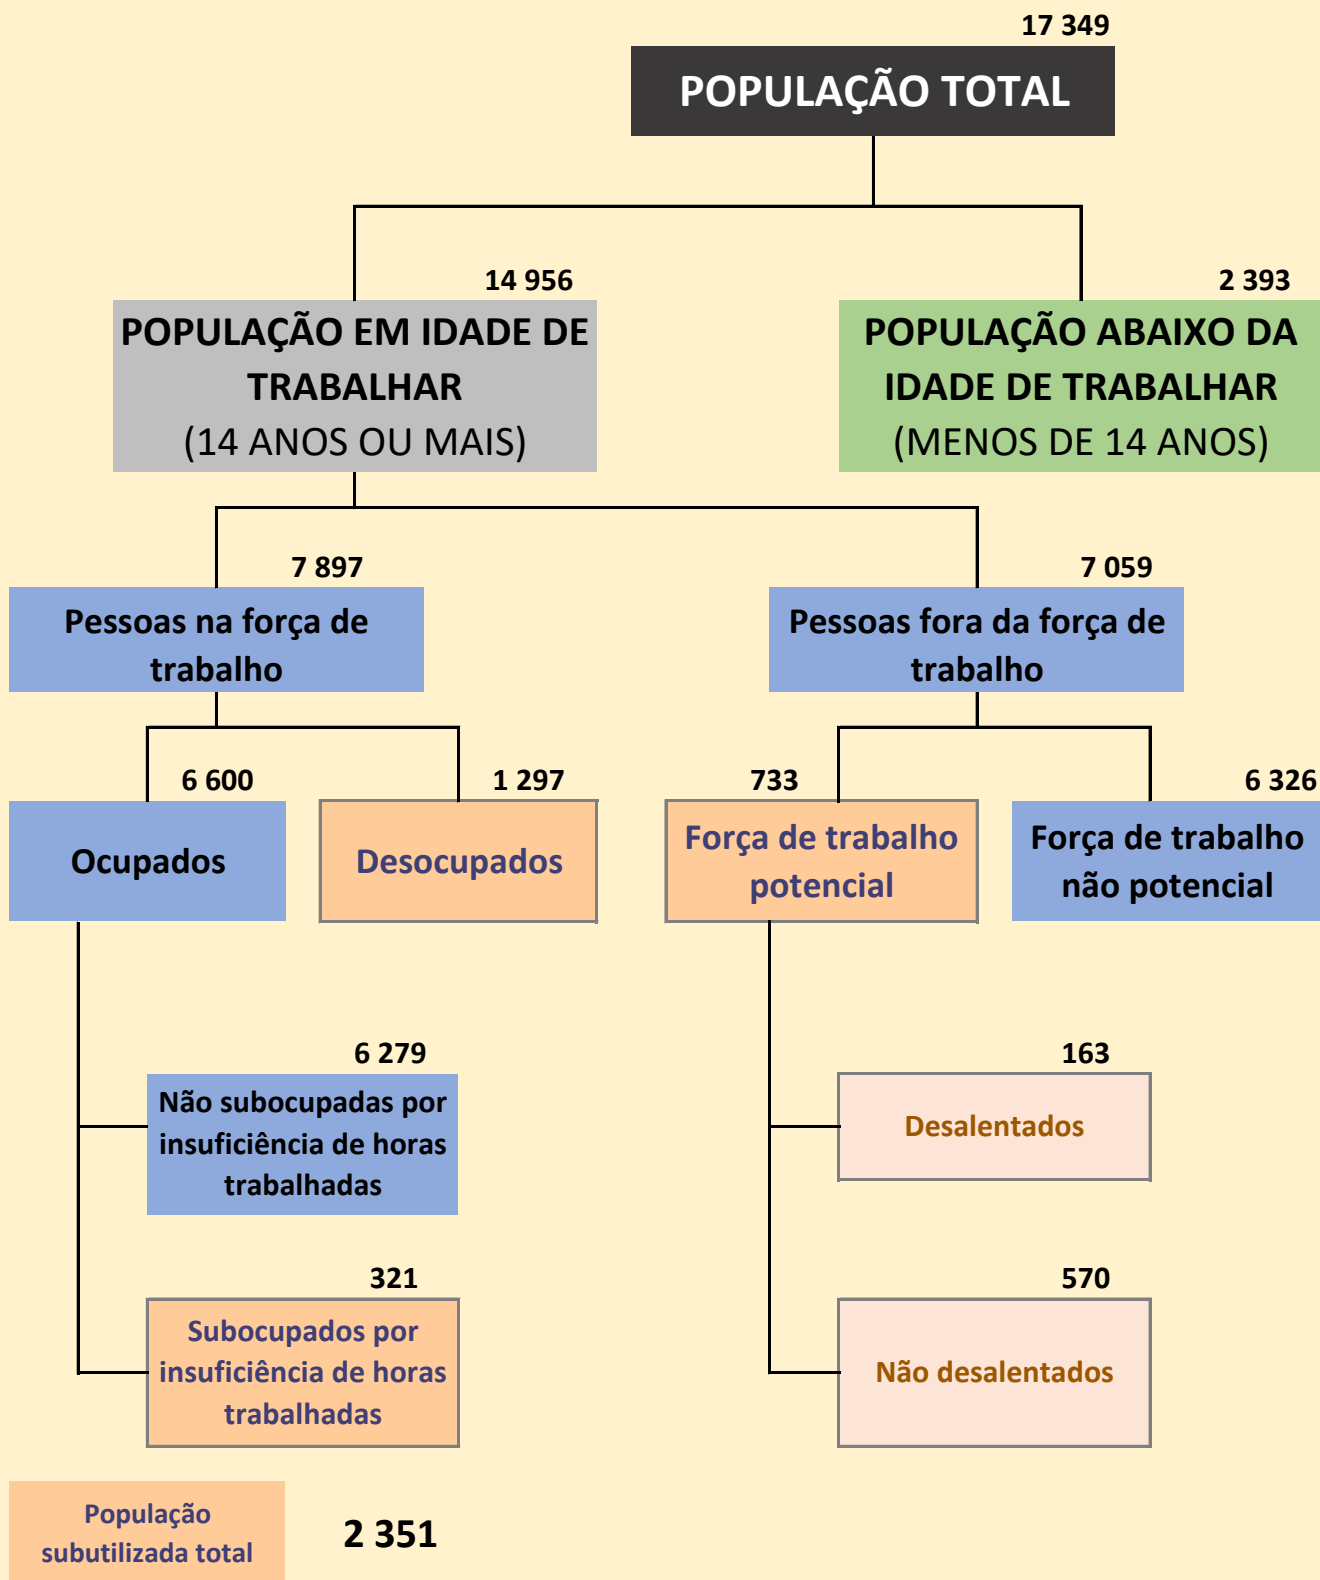 17 349
POPULAÇÃO TOTAL
14 956
POPULAÇÃO EM IDADE DE
TRABALHAR
(14 ANOS OU MAIS)
2 393
POPULAÇÃO ABAIXO DA
IDADE DE TRABALHAR
(MENOS DE 14 ANOS)
7 897
Pessoas na força de
trabalho
7 059
Pessoas fora da força de
trabalho
6 600
Ocupados
1 297
Desocupados
733
Força de trabalho
potencial
6 326
Força de trabalho
não potencial
6 279
Não subocupadas por
insuficiência de horas
trabalhadas
163
Desalentados
321
Subocupados por
insuficiência de horas
trabalhadas
570
Não desalentados
População
subutilizada total
2 351